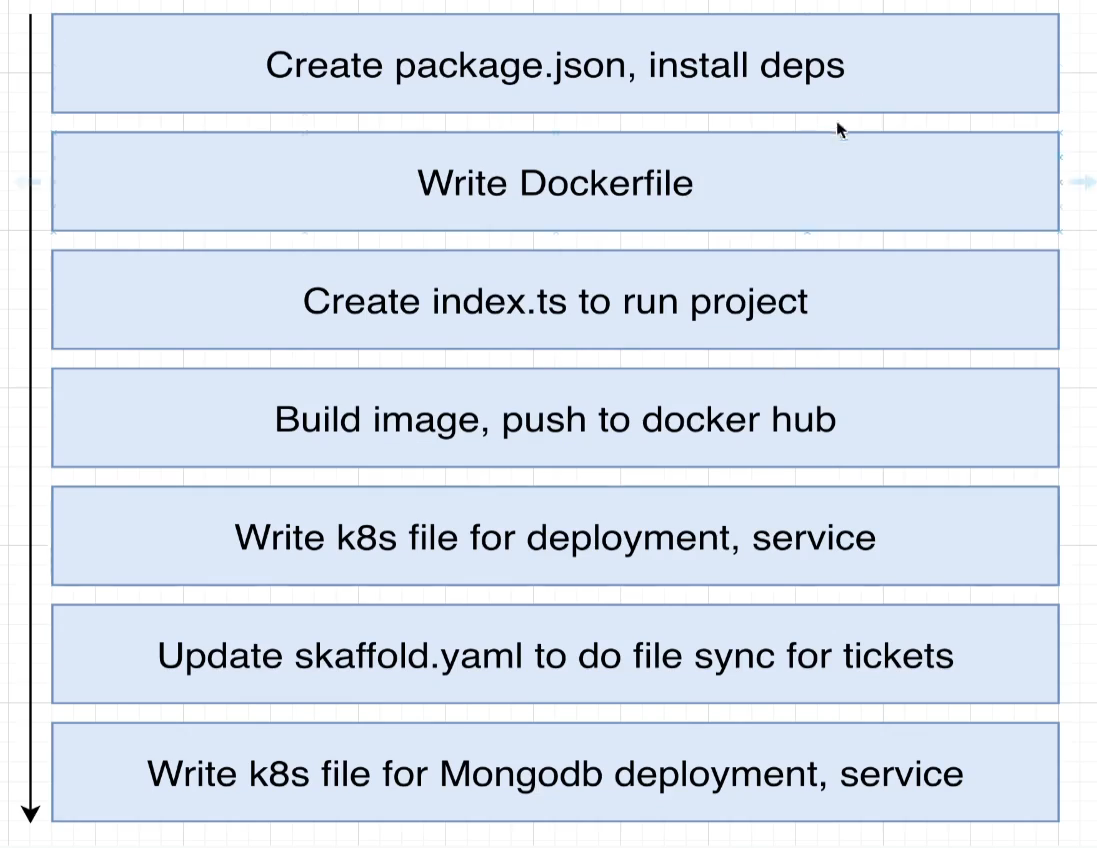 Create package.json, install deps
Write Dockerfile
Create index.ts to run project
Build image, push to docker hub
Write k8s file for deployment, service
Update skaffold.yaml to do file sync for tickets
Write k8s file for Mongodb deployment, service